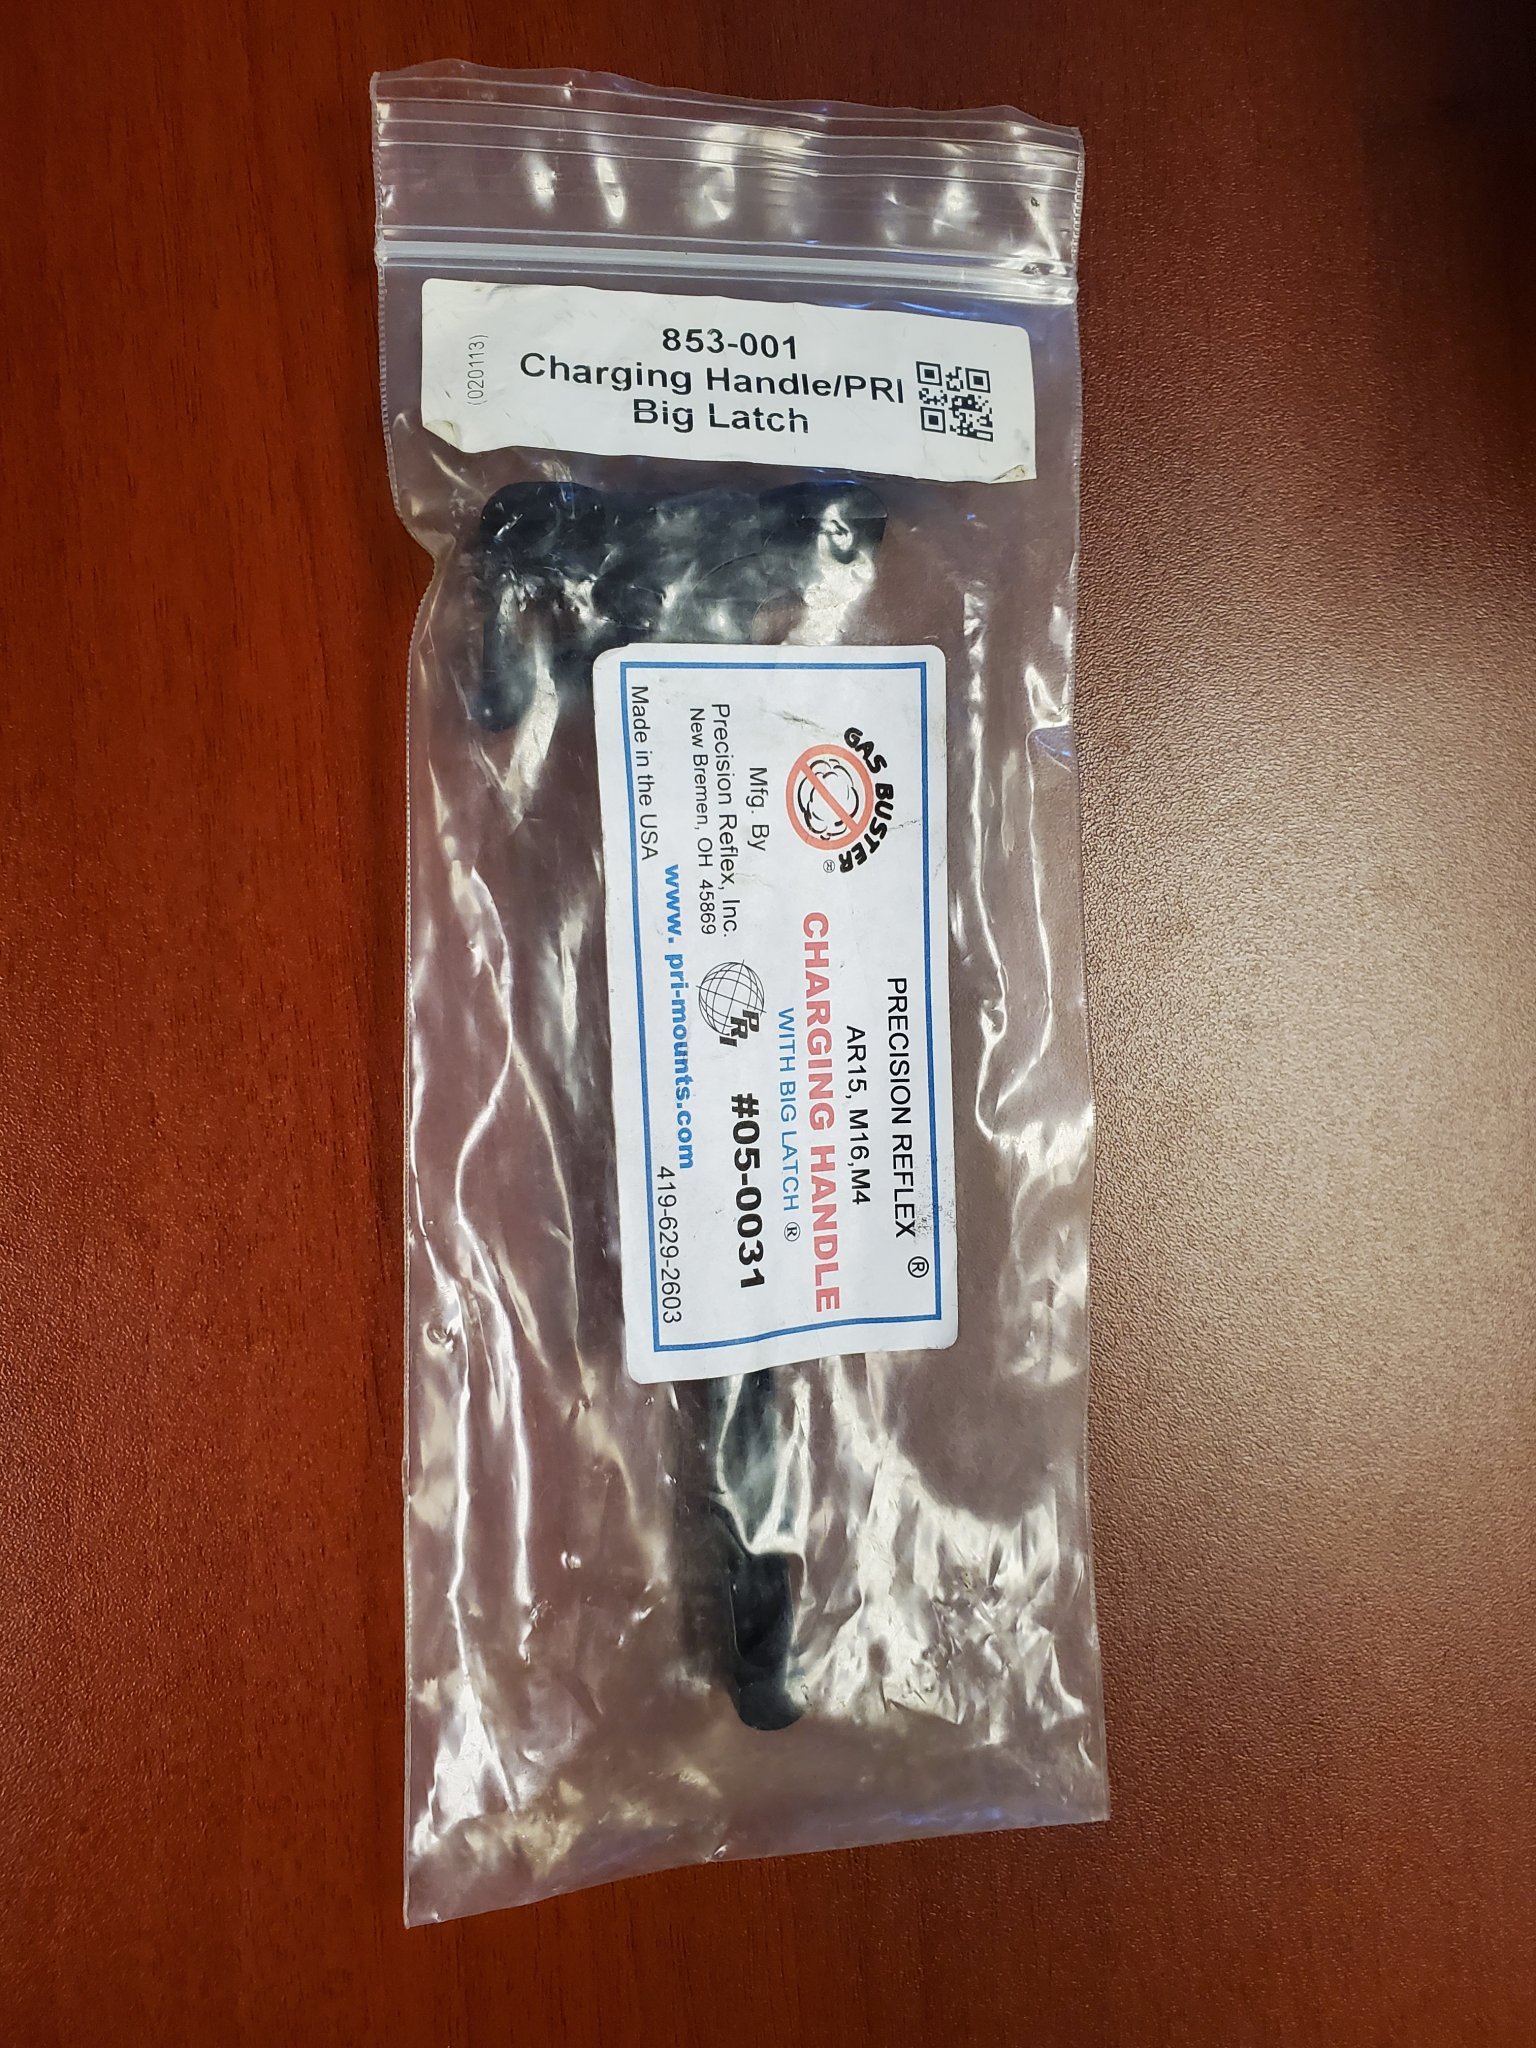 853-001
Charging Handle/PRI
Big Latch
(020113)
PRECISION REFLEX ®
AR15, M16,M4
GAS BUSTER ®
CHARGING HANDLE
WITH BIG LATCH ®
Mfg. By
Precision Reflex, Inc.
New Bremen, OH 45869
PRI
#05-0031
Made in the USA
www. pri-mounts.com
419-629-2603